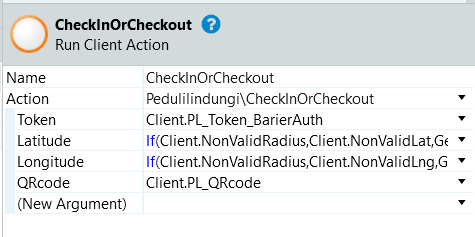 CheckInOrCheckout ?
Run Client Action
Name CheckInOrCheckout
Action Pedulilindungi\CheckInOrCheckout
Token Client.PL_Token_BarierAuth
Latitude If(Client.NonValidRadius,Client.NonValidLat,Ge
Longitude If(Client.NonValidRadius,Client.NonValidLng,G
QRcode Client.PL_QRcode
(New Argument)